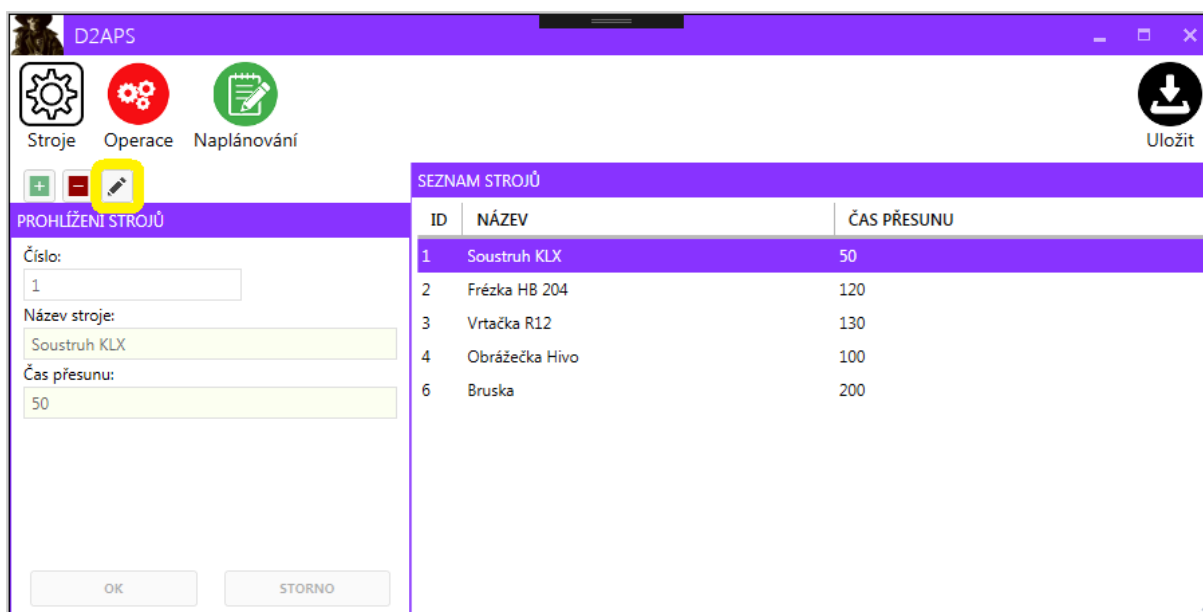 D2APS
Stroje Operace Naplánování Uložit
PROHLÍŽENÍ STROJŮ
Číslo:
1
Název stroje:
Soustruh KLX
Čas přesunu:
50
OK STORNO
SEZNAM STROJŮ
ID NÁZEV ČAS PŘESUNU
1 Soustruh KLX 50
2 Frézka HB 204 120
3 Vrtačka R12 130
4 Obrážečka Hivo 100
6 Bruska 200